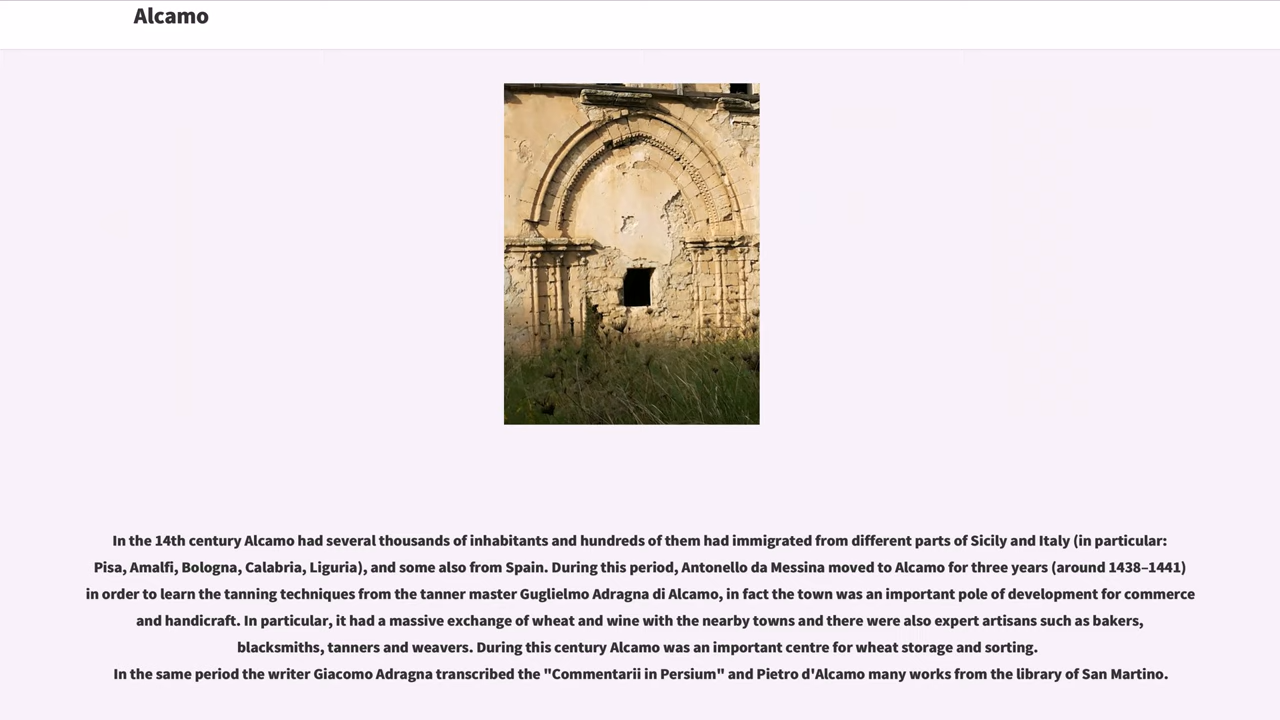 Alcamo
In the 14th century Alcamo had several thousands of inhabitants and hundreds of them had immigrated from different parts of Sicily and Italy (in particular:
Pisa, Amalfi, Bologna, Calabria, Liguria), and some also from Spain. During this period, Antonello da Messina moved to Alcamo for three years (around 1438–1441)
in order to learn the tanning techniques from the tanner master Guglielmo Adragna di Alcamo, in fact the town was an important pole of development for commerce
and handicraft. In particular, it had a massive exchange of wheat and wine with the nearby towns and there were also expert artisans such as bakers,
blacksmiths, tanners and weavers. During this century Alcamo was an important centre for wheat storage and sorting.
In the same period the writer Giacomo Adragna transcribed the "Commentarii in Persium" and Pietro d'Alcamo many works from the library of San Martino.